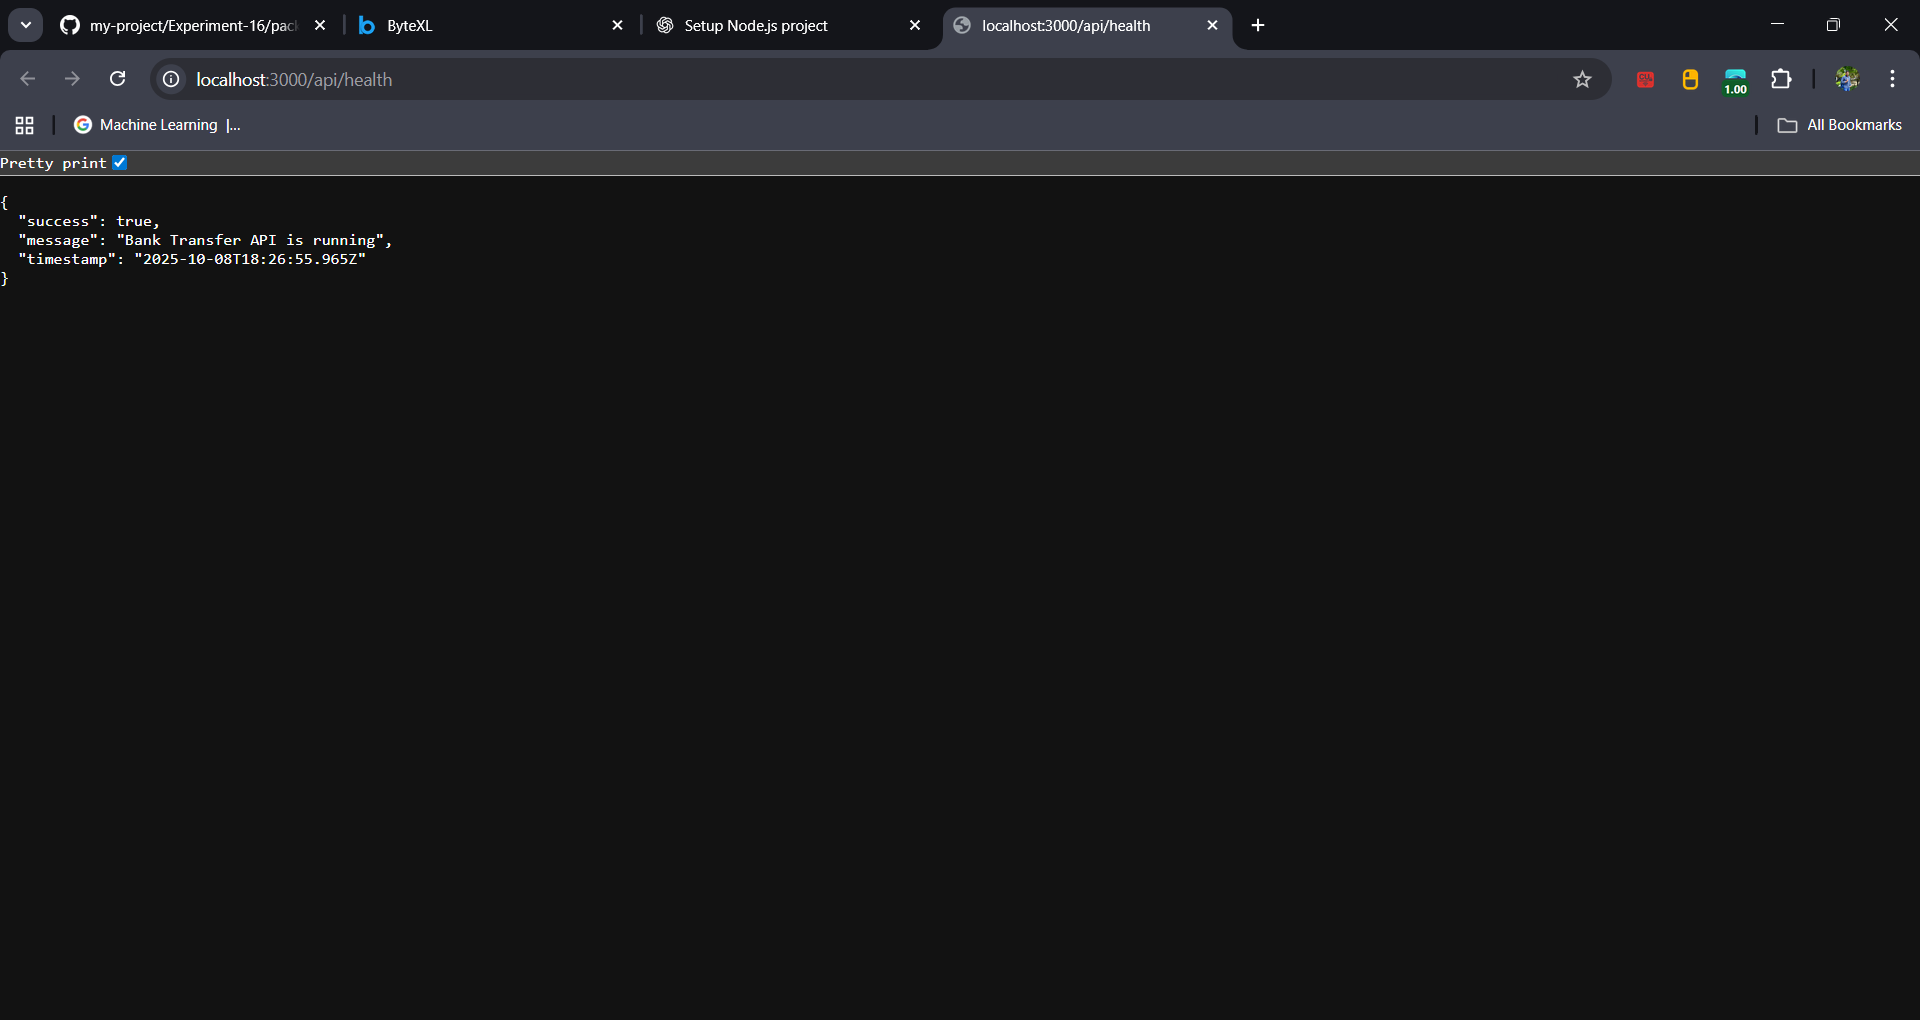 my-project/Experiment-16/pac
ByteXL
Setup Node.js project
localhost:3000/api/health
localhost:3000/api/health
1.00
Machine Learning |...
All Bookmarks
Pretty print
{
"success": true,
"message": "Bank Transfer API is running",
"timestamp": "2025-10-08T18:26:55.965Z"
}